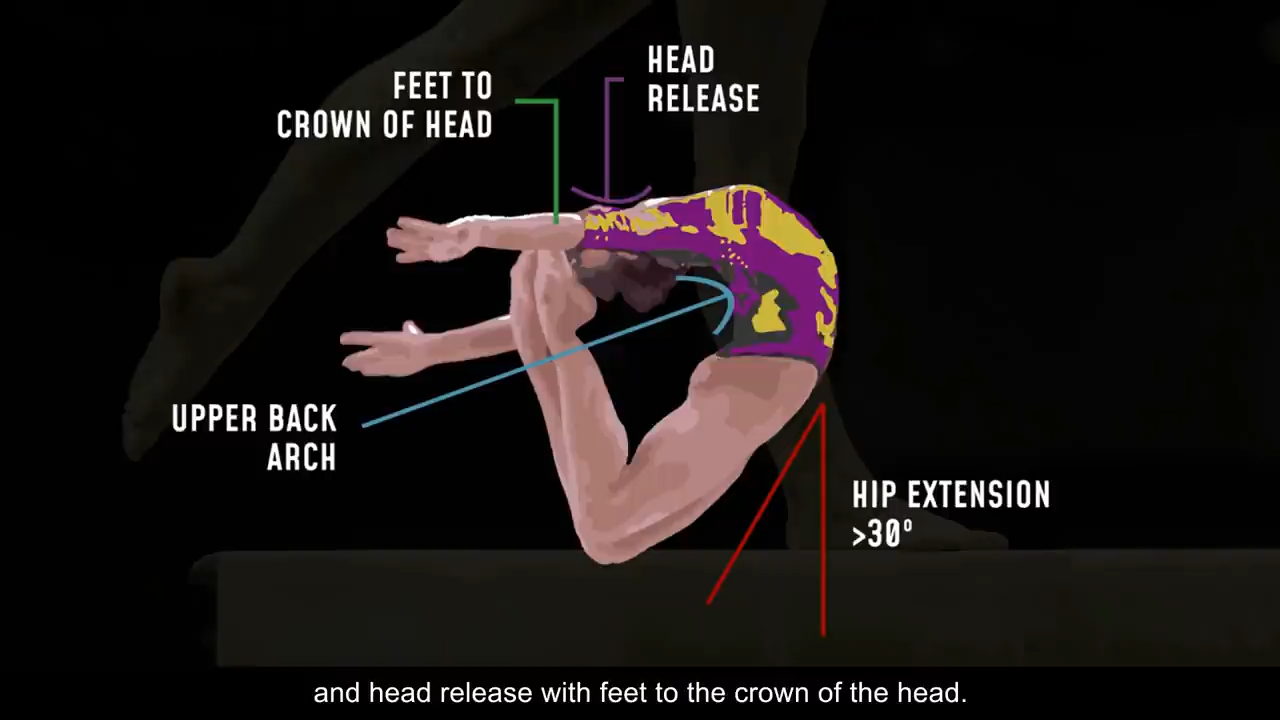 HEAD
RELEASE
FEET TO
CROWN OF HEAD
UPPER BACK
ARCH
HIP EXTENSION
>30º
and head release with feet to the crown of the head.